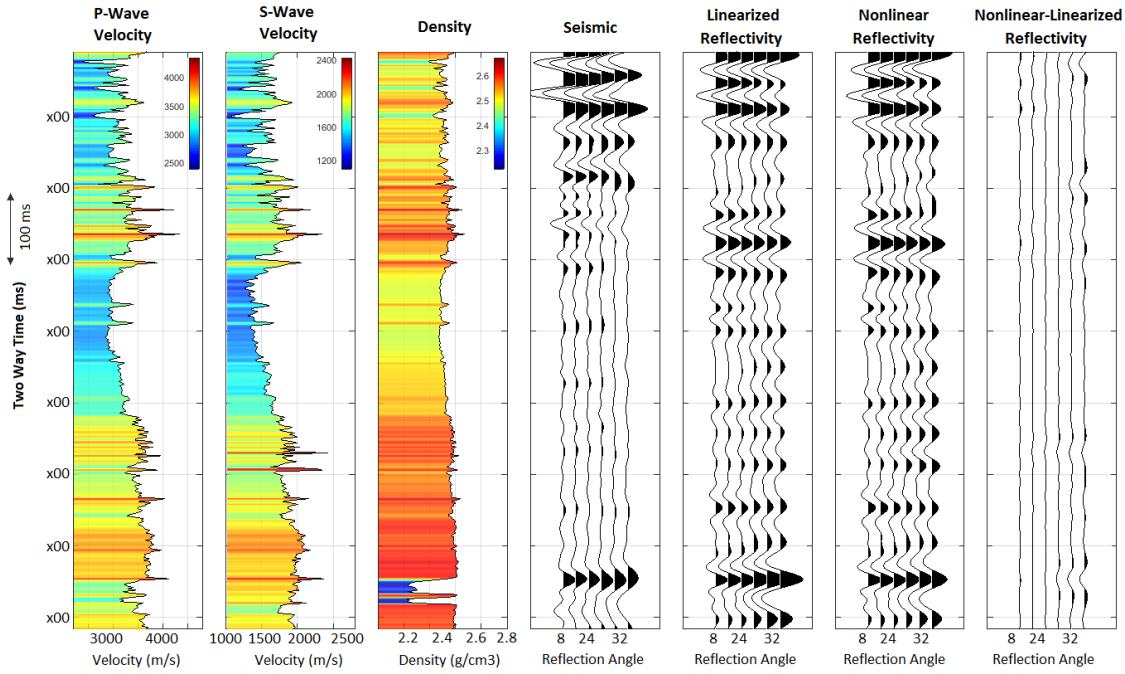 P-Wave
Velocity
S-Wave
Velocity
Density
Seismic
Linearized
Reflectivity
Nonlinear
Reflectivity
Nonlinear-Linearized
Reflectivity
4000
3500
3000
2500
2400
2200
2000
1800
1600
1400
1200
2.6
2.5
2.4
2.3
x00
x00
x00
x00
x00
x00
x00
x00
100 ms
Two Way Time (ms)
3000 4000
1000 1500 2000 2500
2.2 2.4 2.6 2.8
8 24 32
8 24 32
8 24 32
8 24 32
Velocity (m/s)
Velocity (m/s)
Density (g/cm3)
Reflection Angle
Reflection Angle
Reflection Angle
Reflection Angle